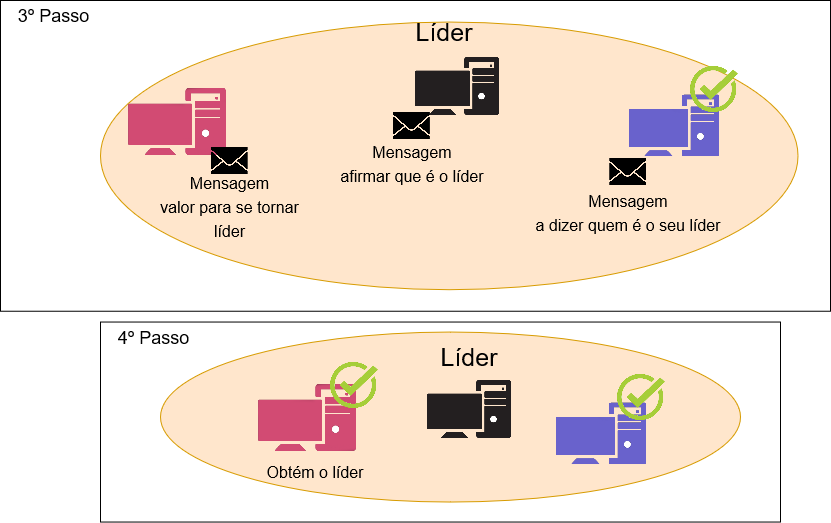 3º Passo
Líder
Mensagem
afirmar que é o líder
Mensagem
valor para se tornar
líder
Mensagem
a dizer quem é o seu líder
4º Passo
Líder
Obtém o líder